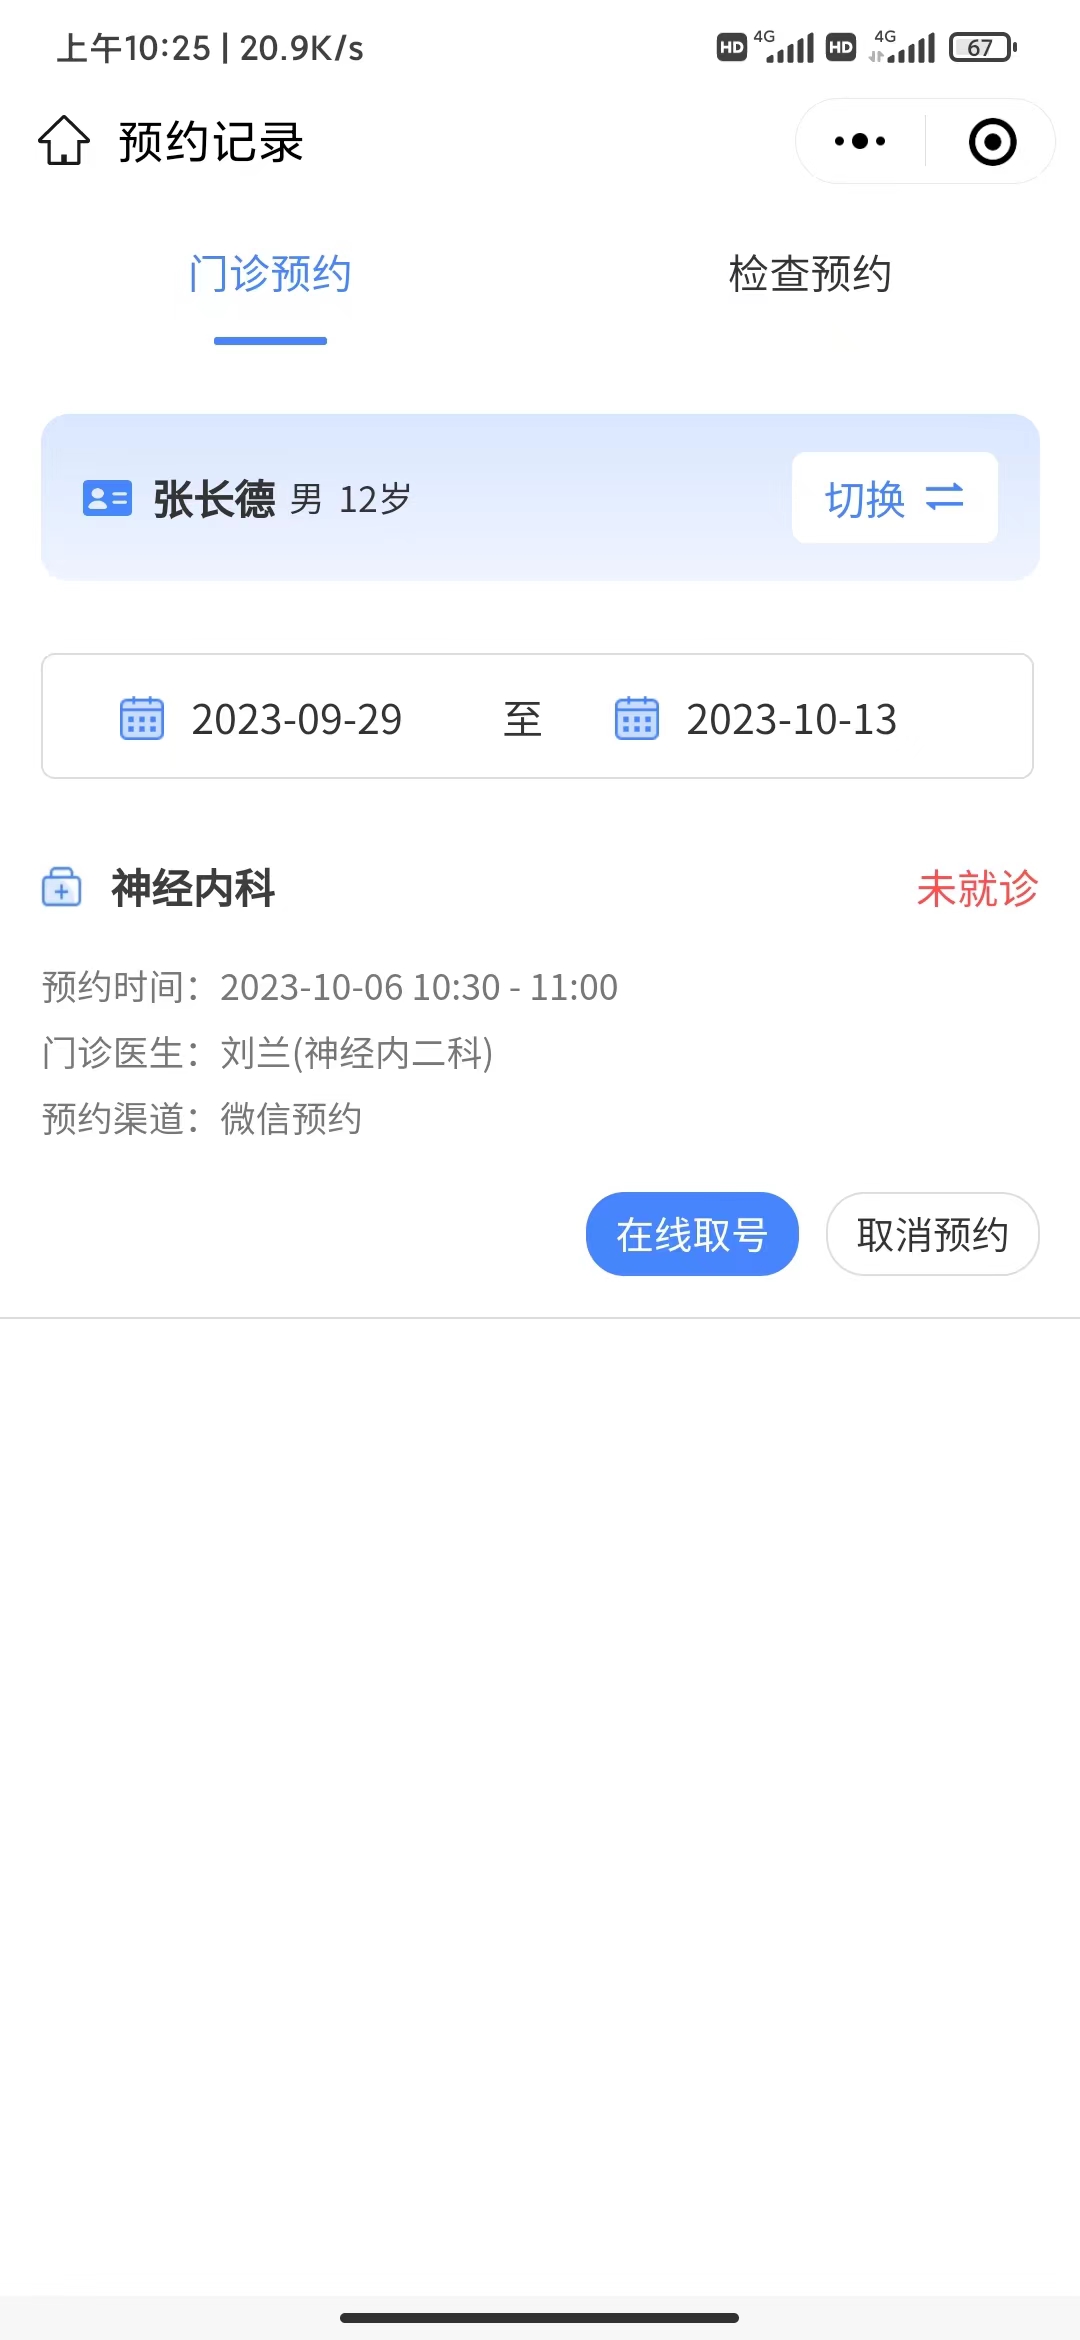 上午10:25 | 20.9K/s HD 4G HD 4G 67
预约记录
门诊预约 检查预约
张长德 男 12岁 切换
2023-09-29 至 2023-10-13
神经内科 未就诊
预约时间：2023-10-06 10:30 - 11:00
门诊医生：刘兰(神经内二科)
预约渠道：微信预约
在线取号 取消预约